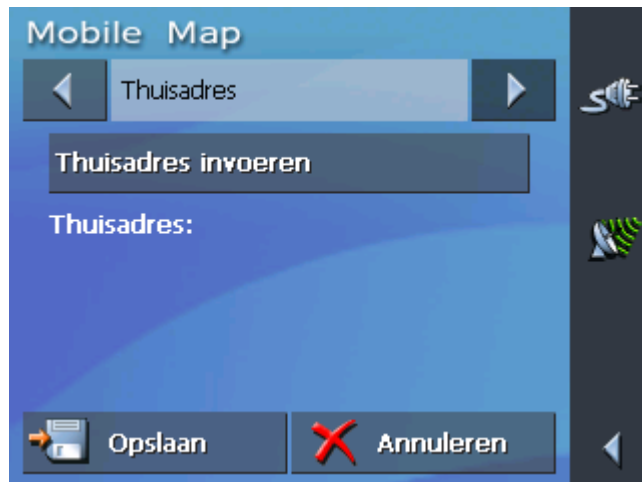 Mobile Map
Thuisadres
Thuisadres invoeren
Thuisadres:
Opslaan
Annuleren